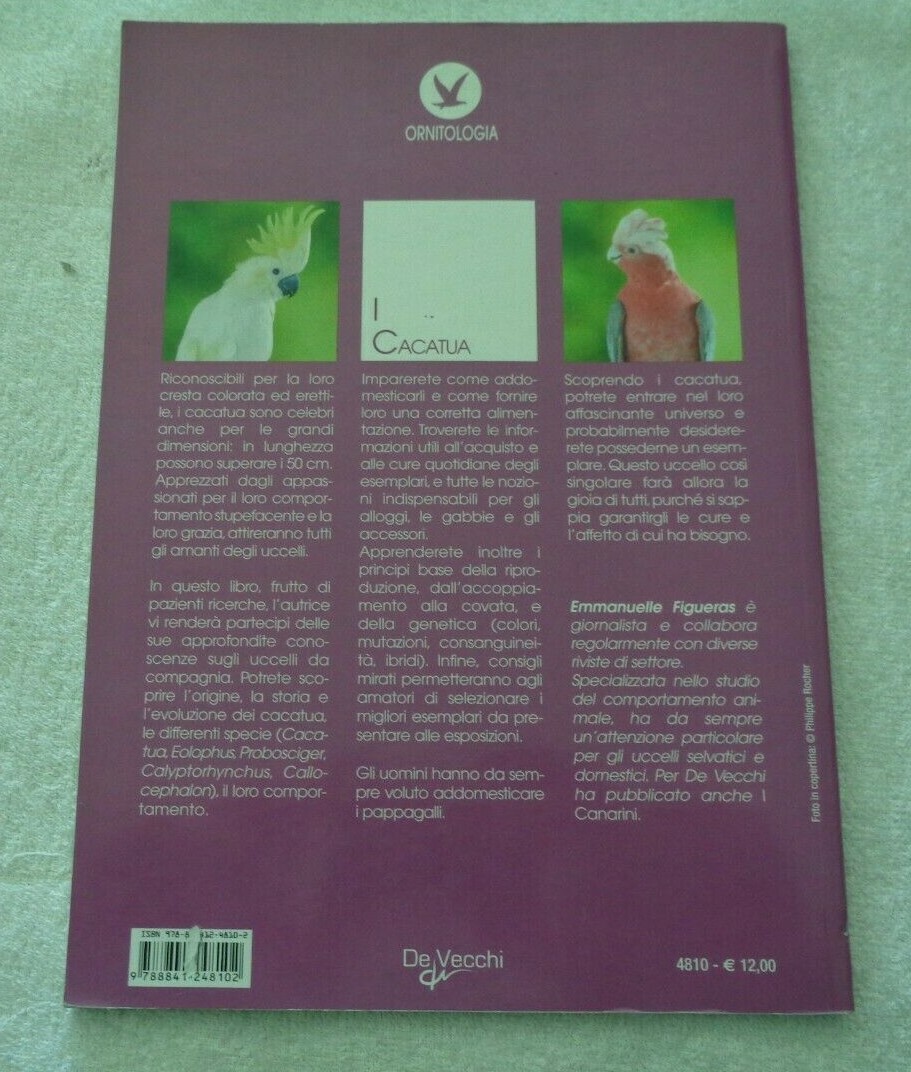 ORNITOLOGIA
I
CACATUA
Riconoscibili per la loro
cresta colorata ed eretti-
le, i cacatua sono celebri
anche per le grandi
dimensioni: in lunghezza
possono superare i 50 cm.
Apprezzati dagli appas-
sionati per il loro compor-
tamento stupefacente e la
loro grazia, attireranno tutti
gli amanti degli uccelli.
In questo libro, frutto di
pazienti ricerche, l'autrice
vi renderà partecipi delle
sue approfondite cono-
scenze sugli uccelli da
compagnia. Potrete sco-
prire l'origine, la storia e
l'evoluzione dei cacatua,
le differenti specie (Caca-
tua, Eolophus, Probosciger,
Calyptorhynchus, Callo-
cephalon), il loro compor-
tamento.
Imparerete come addo-
mesticarli e come fornire
loro una corretta alimen-
tazione. Troverete le infor-
mazioni utili all'acquisto e
alle cure quotidiane degli
esemplari, e tutte le nozio-
ni indispensabili per gli
alloggi, le gabbie e gli
accessori.
Apprenderete inoltre i
principi base della ripro-
duzione, dall'accoppia-
mento alla covata, e
della genetica (colori,
mutazioni, consanguinei-
tà, ibridi). Infine, consigli
mirati permetteranno agli
amatori di selezionare i
migliori esemplari da pre-
sentare alle esposizioni.
Gli uomini hanno da sem-
pre voluto addomesticare
i pappagalli.
Scoprendo i cacatua,
potrete entrare nel loro
affascinante universo e
probabilmente desidere-
rete possederne un esem-
plare. Questo uccello così
singolare farà allora la
gioia di tutti, purché si sap-
pia garantirgli le cure e
l'affetto di cui ha bisogno.
Emmanuelle Figueras è
giornalista e collabora
regolarmente con diverse
riviste di settore.
Specializzata nello studio
del comportamento ani-
male, ha da sempre
un'attenzione particolare
per gli uccelli selvatici e
domestici. Per De Vecchi
ha pubblicato anche I
Canarini.
Foto in copertina: © Philippe Rocher
ISBN 978-8 412-4810-2
9 788841 248102
De Vecchi
4810 - € 12,00